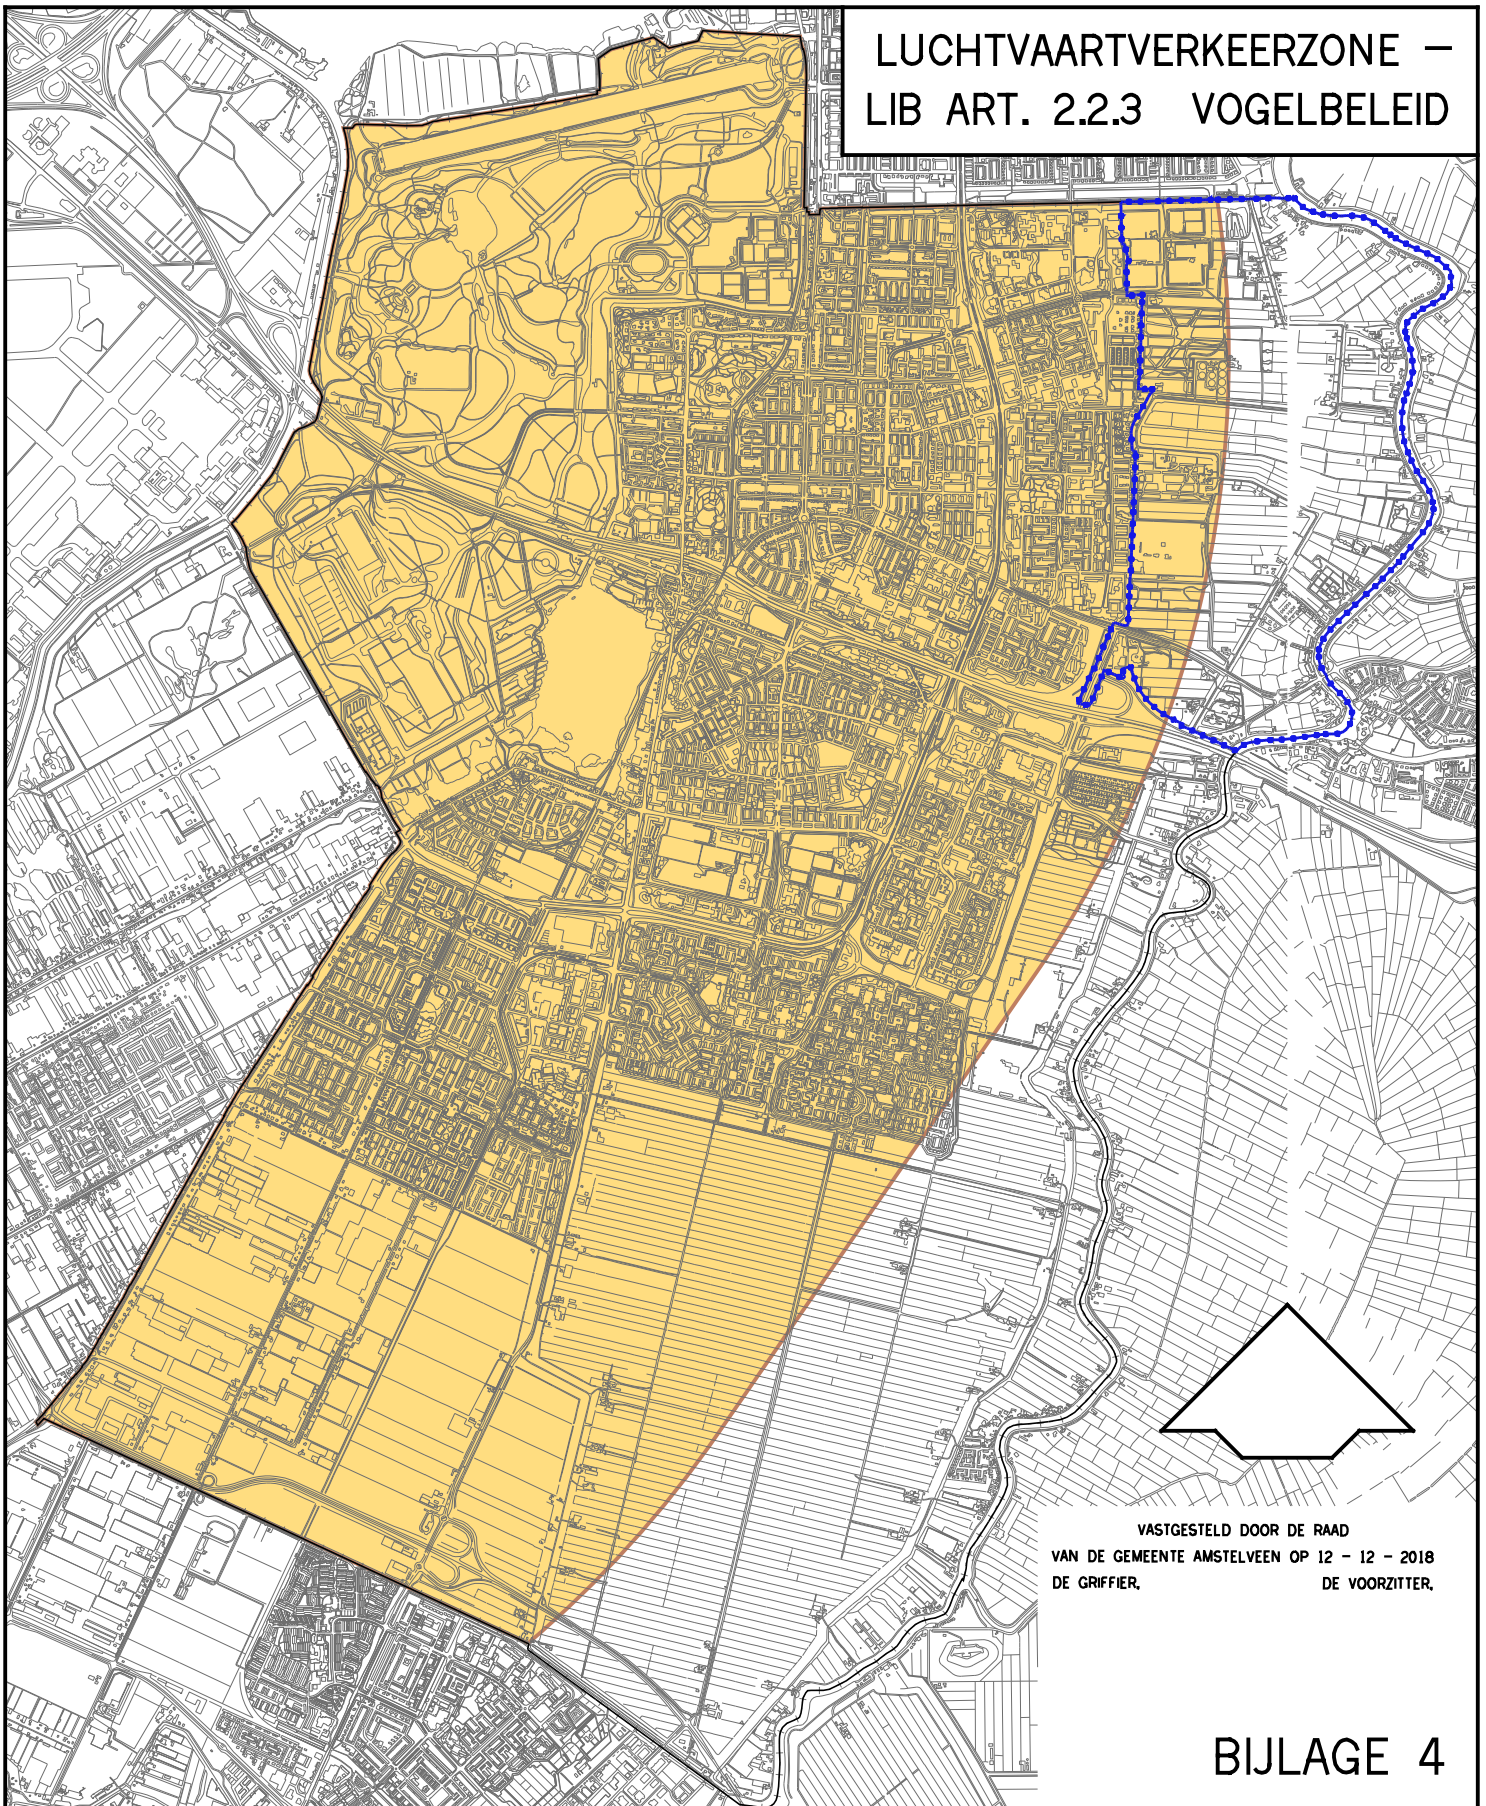 LUCHTVAARTVERKEERZONE –
LIB ART. 2.2.3 VOGELBELEID
VASTGESTELD DOOR DE RAAD
VAN DE GEMEENTE AMSTELVEEN OP 12 - 12 - 2018
DE GRIFFIER, DE VOORZITTER,
BIJLAGE 4